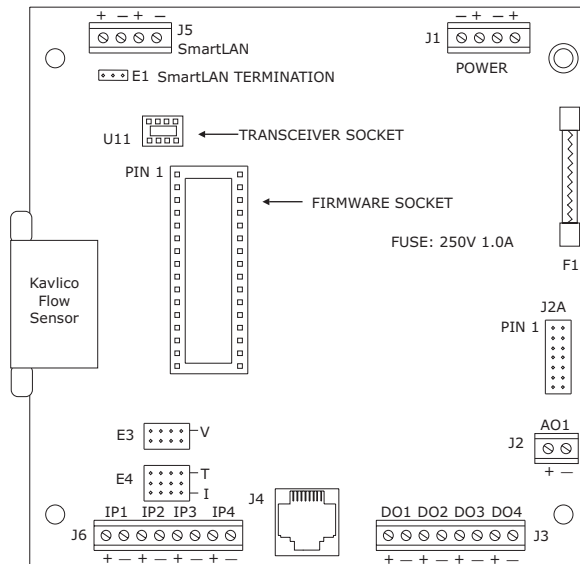 + — + —
J5
SmartLAN
E1 SmartLAN TERMINATION
— + — +
J1
POWER
U11
TRANSCEIVER SOCKET
PIN 1
FIRMWARE SOCKET
FUSE: 250V 1.0A
F1
Kavlico
Flow
Sensor
J2A
PIN 1
AO1
J2
+ —
E3
V
E4
T
I
J4
IP1 IP2 IP3 IP4
J6
+ — + — + — + —
DO1 DO2 DO3 DO4
J3
+ — + — + — + —